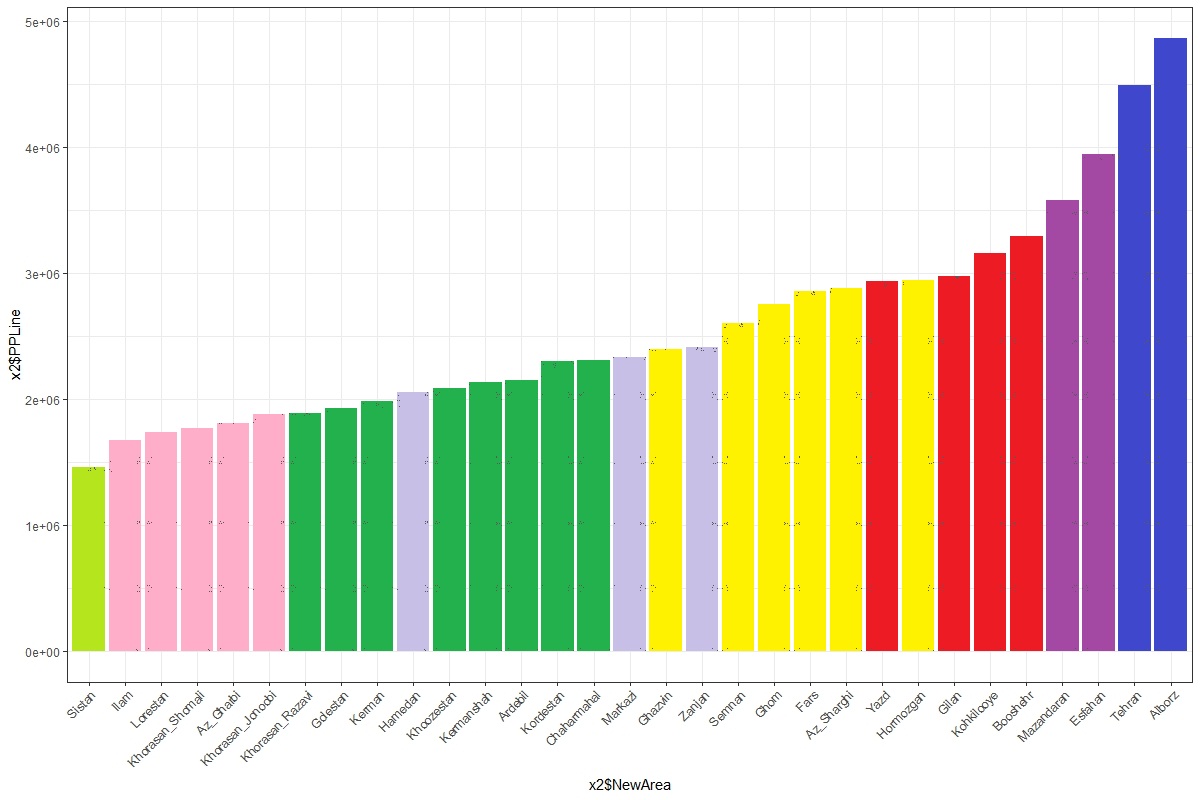 x2$PPLine
5e+06
4e+06
3e+06
2e+06
1e+06
0e+00
Sistan
Ilam
Lorestan
Khorasan_Shomali
Az_Gharbi
Khorasan_Jonoobi
Khorasan_Razavi
Golestan
Kerman
Hamedan
Khoozestan
Kermanshah
Ardebil
Kordestan
Chaharmahal
Markazi
Ghazvin
Zanjan
Semnan
Ghom
Fars
Az_Sharghi
Yazd
Hormozgan
Gilan
Kohkilooye
Booshehr
Mazandaran
Esfahan
Tehran
Alborz
x2$NewArea